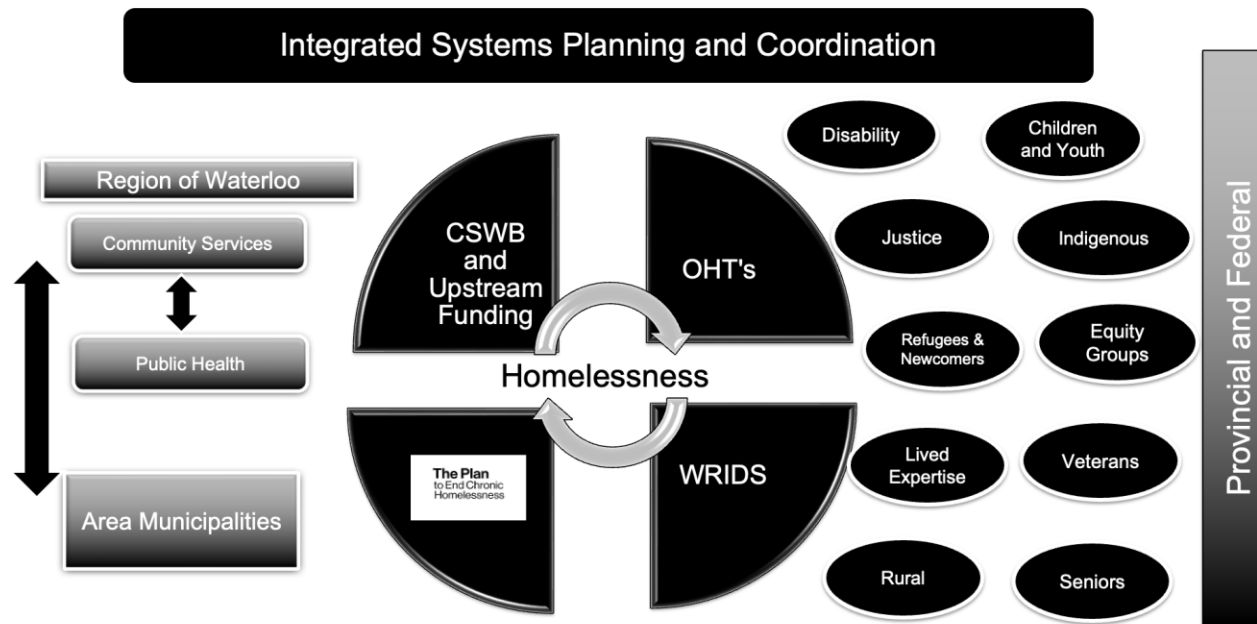 Integrated Systems Planning and Coordination
Region of Waterloo
Community Services
Public Health
Area Municipalities
CSWB
and
Upstream
Funding
OHT's
Homelessness
The Plan
to End Chronic
Homelessness
WRIDS
Disability
Children
and Youth
Justice
Indigenous
Refugees &
Newcomers
Equity
Groups
Lived
Expertise
Veterans
Rural
Seniors
Provincial and Federal